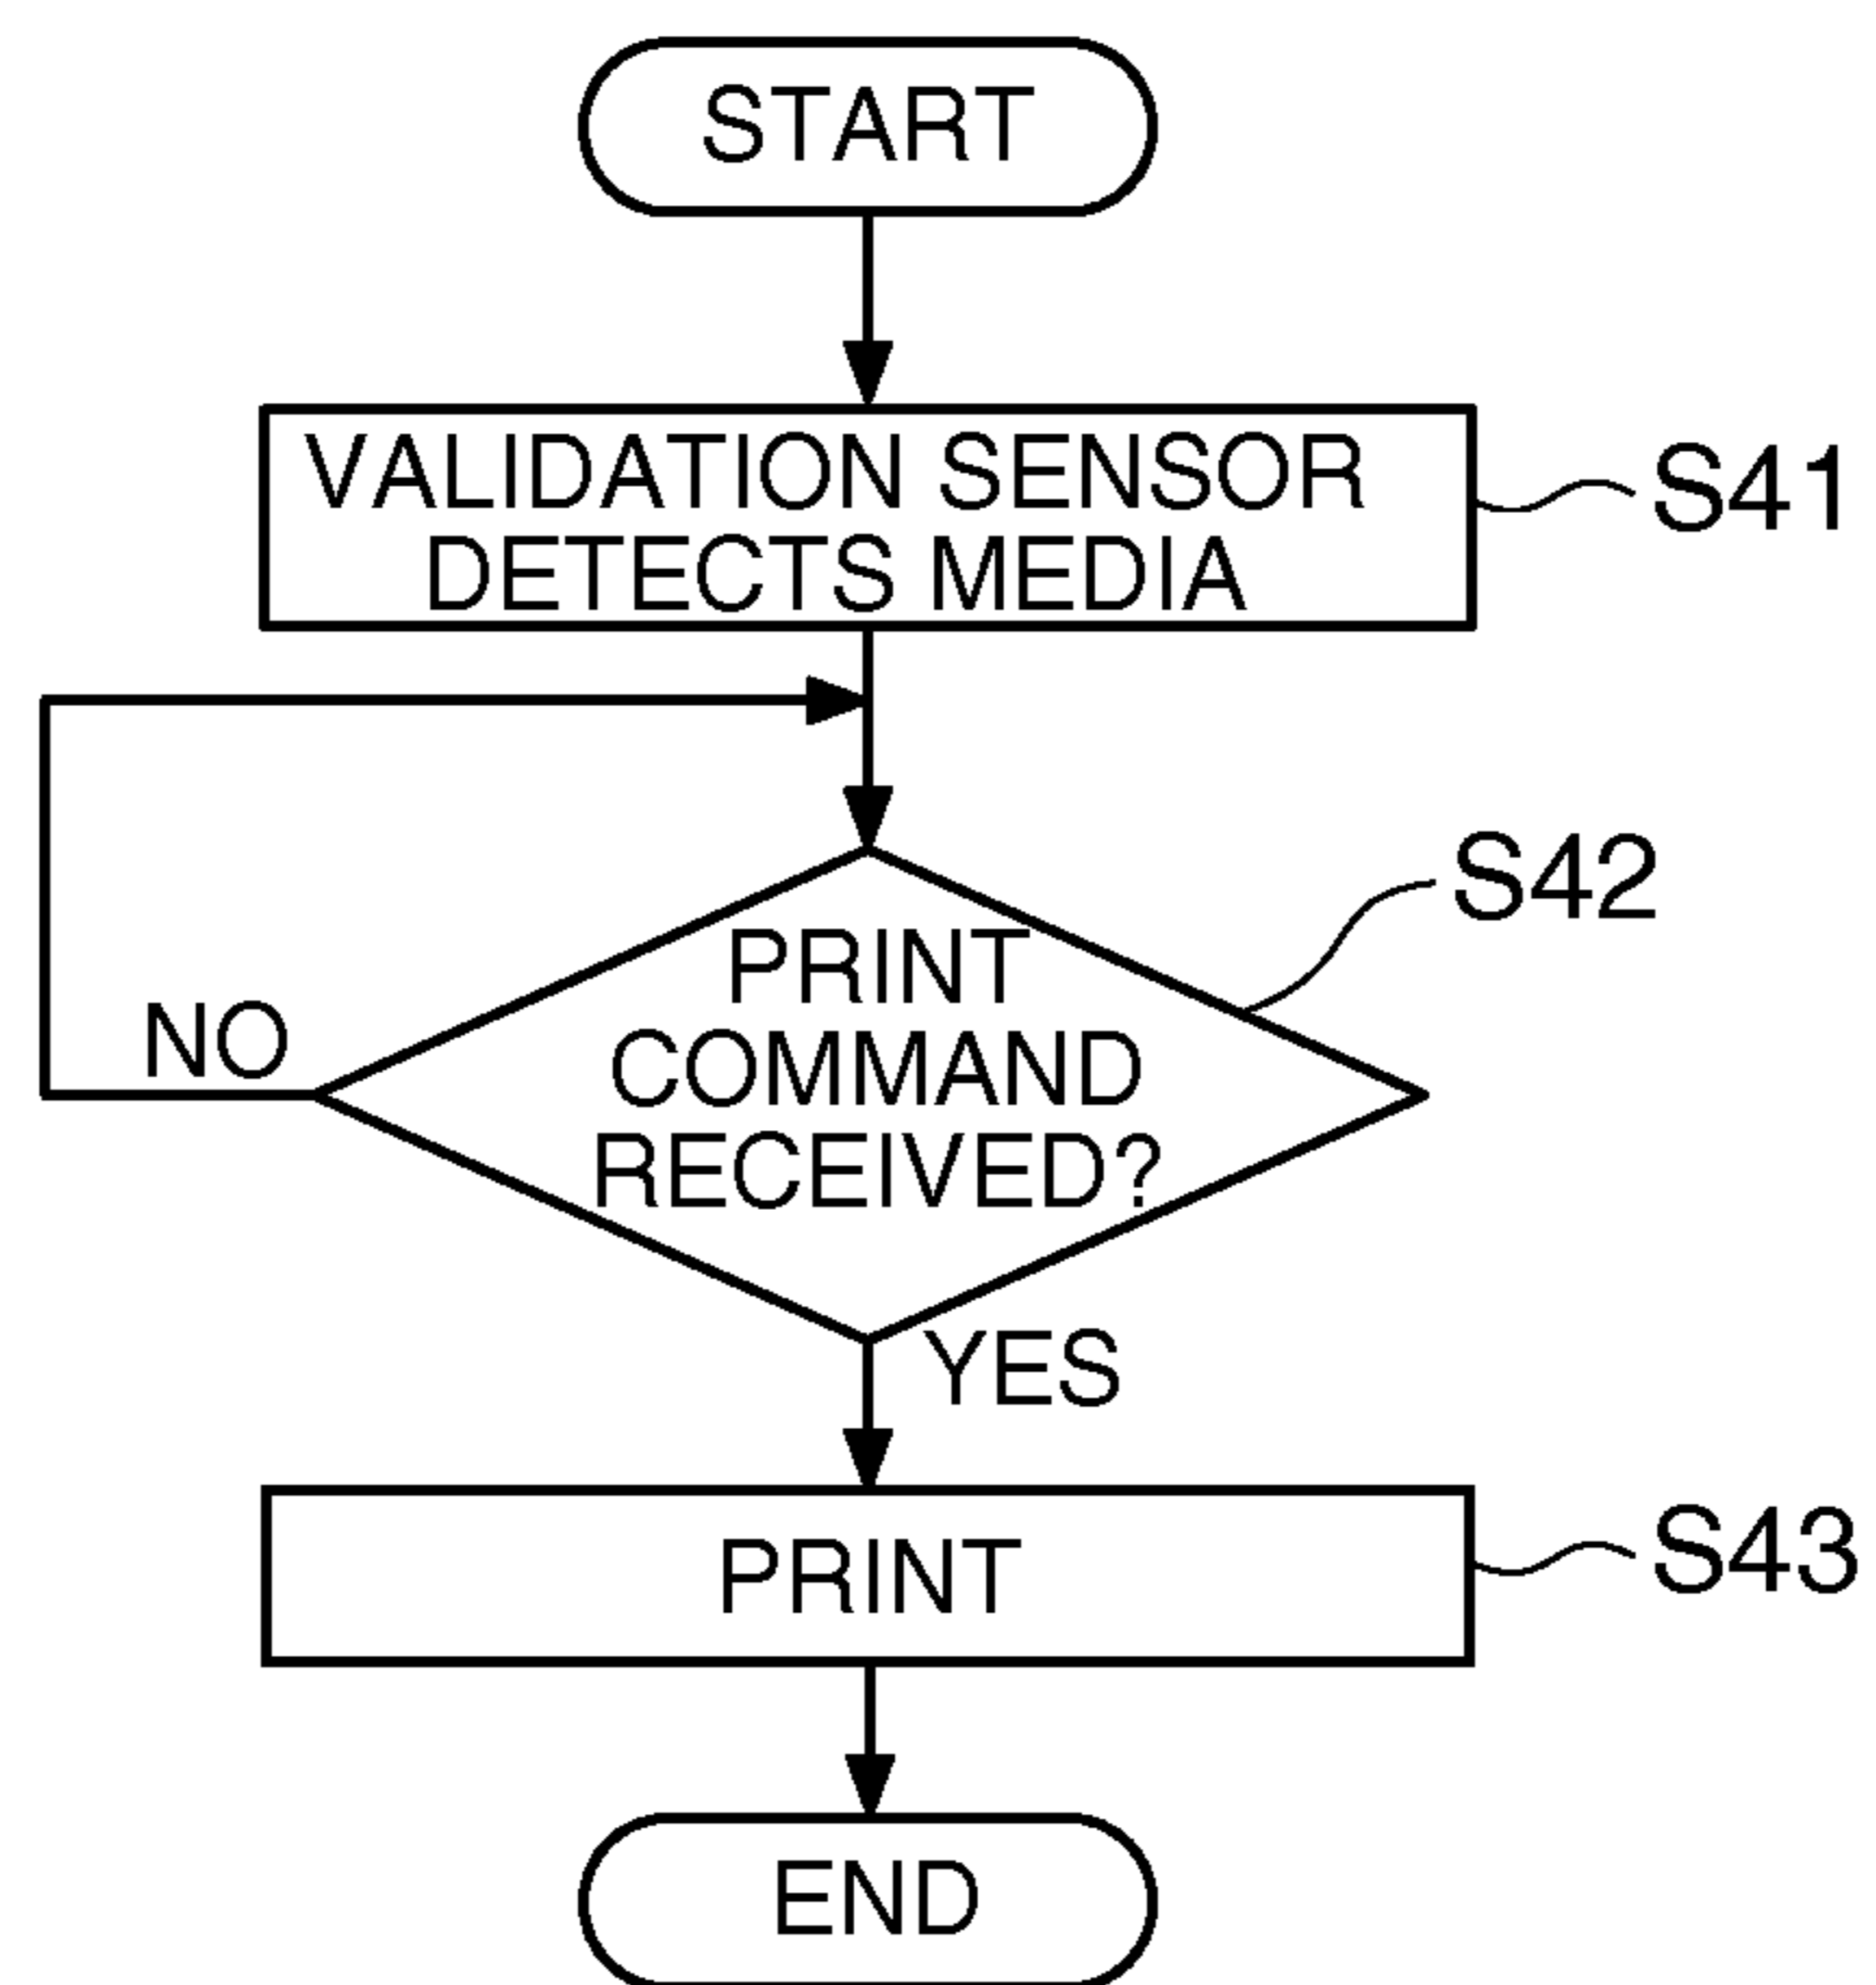 START
VALIDATION SENSOR
DETECTS MEDIA
S41
S42
PRINT
COMMAND
RECEIVED?
NO
YES
PRINT
S43
END